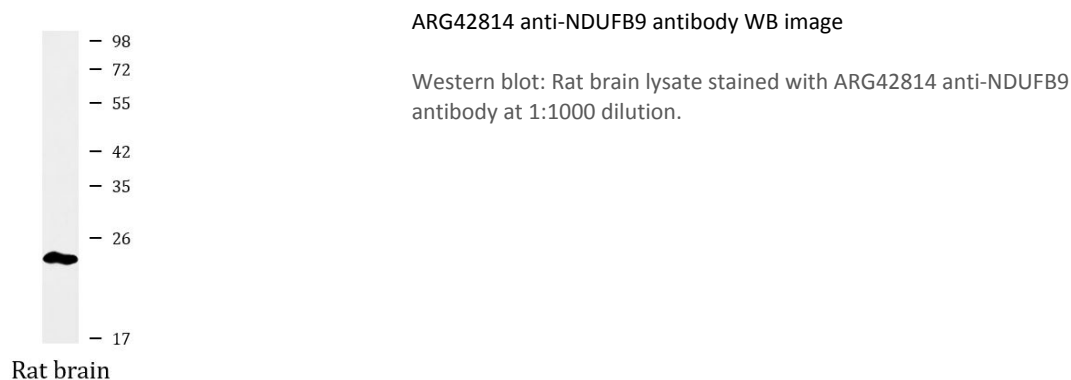 ARG42814 anti-NDUFB9 antibody WB image
Western blot: Rat brain lysate stained with ARG42814 anti-NDUFB9
antibody at 1:1000 dilution.
98
72
55
42
35
26
17
Rat brain